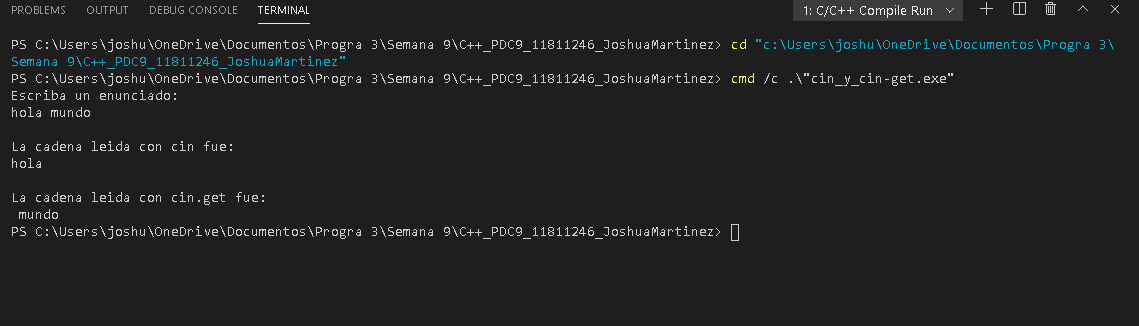 PROBLEMS OUTPUT DEBUG CONSOLE TERMINAL 1: C/C++ Compile Run
PS C:\Users\joshu\OneDrive\Documentos\Progra 3\Semana 9\C++_PDC9_11811246_JoshuaMartinez> cd "c:\Users\joshu\OneDrive\Documentos\Progra 3\
Semana 9\C++_PDC9_11811246_JoshuaMartinez"
PS C:\Users\joshu\OneDrive\Documentos\Progra 3\Semana 9\C++_PDC9_11811246_JoshuaMartinez> cmd /c .\"cin_y_cin-get.exe"
Escriba un enunciado:
hola mundo
La cadena leida con cin fue:
hola
La cadena leida con cin.get fue:
 mundo
PS C:\Users\joshu\OneDrive\Documentos\Progra 3\Semana 9\C++_PDC9_11811246_JoshuaMartinez>